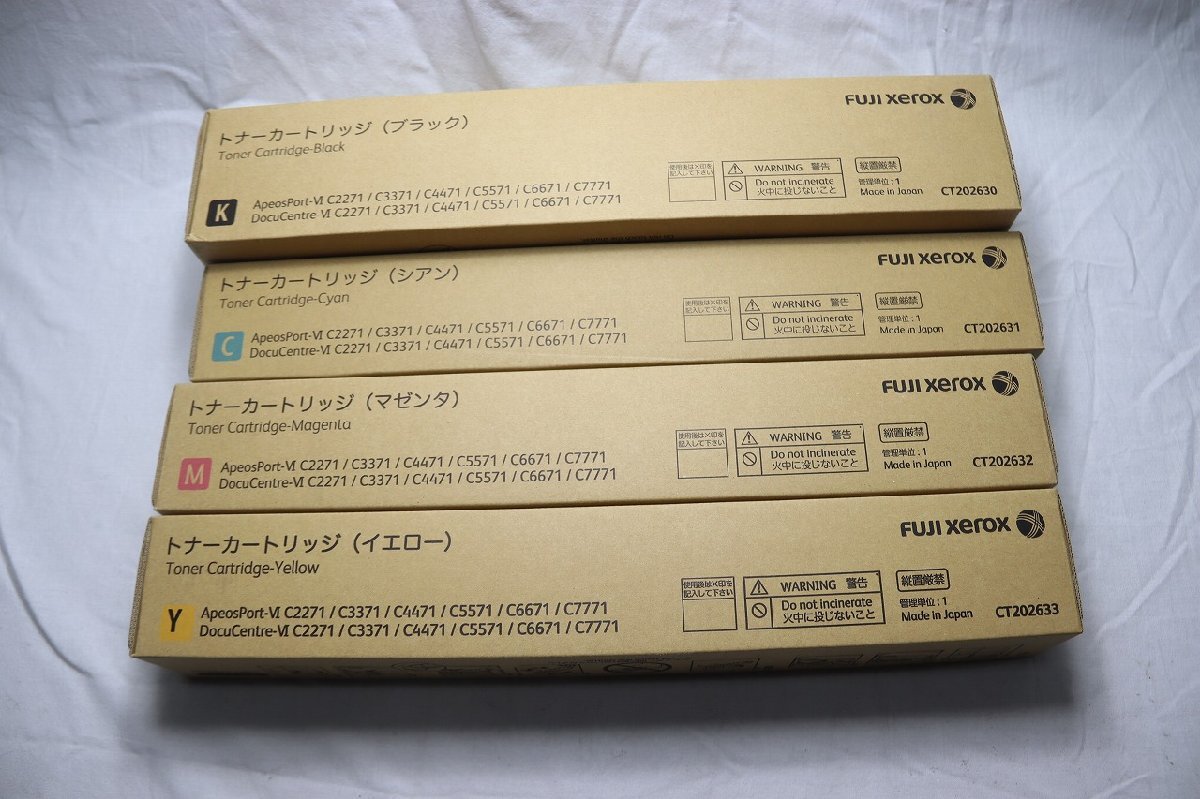 FUJI xerox
トナーカートリッジ（ブラック）
Toner Cartridge-Black
K
ApeosPort-VI C2271 / C3371 / C4471 / C5571 / C6671 / C7771
DocuCentre-VI C2271 / C3371 / C4471 / C5571 / C6671 / C7771
使用後は×印を
記入して下さい
WARNING 警告
Do not incinerate
火中に投じないこと
縦置厳禁
管理単位：1
Made in Japan
CT202630
FUJI xerox
トナーカートリッジ（シアン）
Toner Cartridge-Cyan
C
ApeosPort-VI C2271 / C3371 / C4471 / C5571 / C6671 / C7771
DocuCentre-VI C2271 / C3371 / C4471 / C5571 / C6671 / C7771
使用後は×印を
記入して下さい
WARNING 警告
Do not incinerate
火中に投じないこと
縦置厳禁
管理単位：1
Made in Japan
CT202631
FUJI xerox
トナーカートリッジ（マゼンタ）
Toner Cartridge-Magenta
M
ApeosPort-VI C2271 / C3371 / C4471 / C5571 / C6671 / C7771
DocuCentre-VI C2271 / C3371 / C4471 / C5571 / C6671 / C7771
使用後は×印を
記入して下さい
WARNING 警告
Do not incinerate
火中に投じないこと
縦置厳禁
管理単位：1
Made in Japan
CT202632
FUJI xerox
トナーカートリッジ（イエロー）
Toner Cartridge-Yellow
Y
ApeosPort-VI C2271 / C3371 / C4471 / C5571 / C6671 / C7771
DocuCentre-VI C2271 / C3371 / C4471 / C5571 / C6671 / C7771
使用後は×印を
記入して下さい
WARNING 警告
Do not incinerate
火中に投じないこと
縦置厳禁
管理単位：1
Made in Japan
CT202633